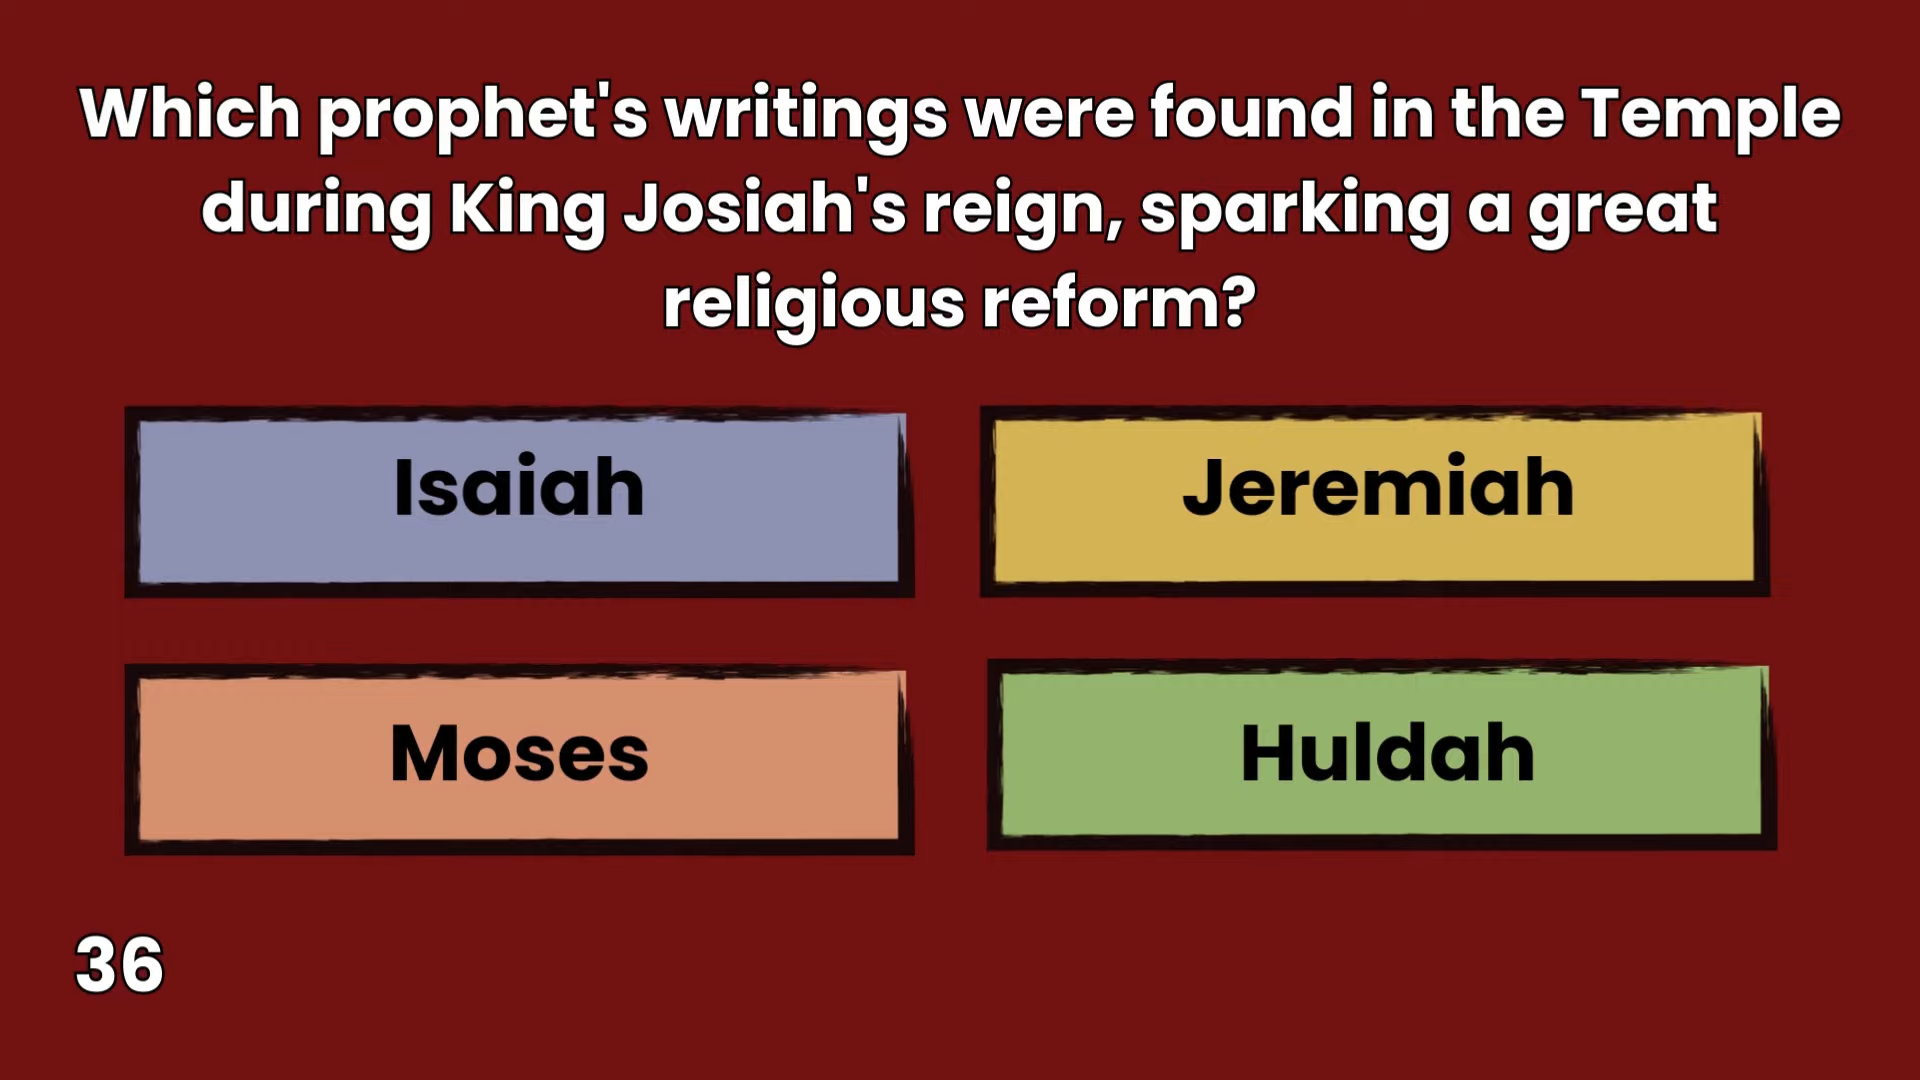 Which prophet's writings were found in the Temple
during King Josiah's reign, sparking a great
religious reform?
Isaiah
Jeremiah
Moses
Huldah
36